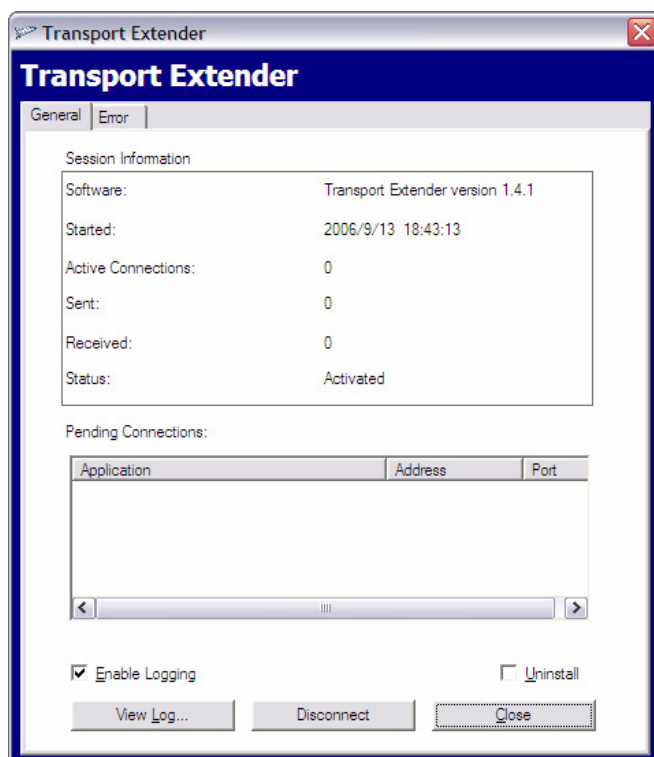 Transport Extender
Transport Extender
General Error
Session Information
Software: Transport Extender version 1.4.1
Started: 2006/9/13 18:43:13
Active Connections: 0
Sent: 0
Received: 0
Status: Activated
Pending Connections:
Application Address Port
Enable Logging Uninstall
View Log... Disconnect Close